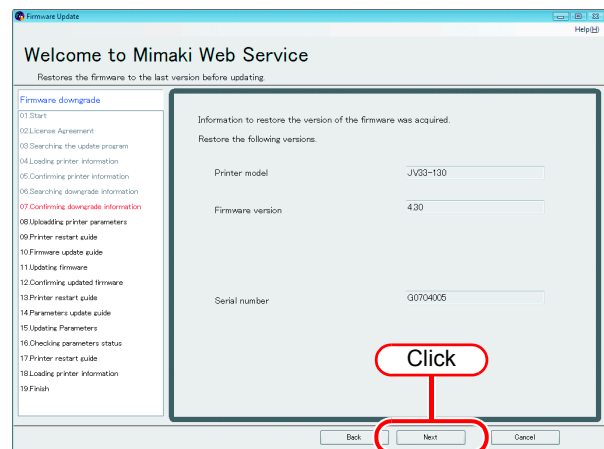 Firmware Update
Help(H)
Welcome to Mimaki Web Service
Restores the firmware to the last version before updating.
Firmware downgrade
01.Start
02.License Agreement
03.Searching the update program
04.Loading printer information
05.Confirming printer information
06.Searching downgrade information
07.Confirming downgrade information
08.Uploadding printer parameters
09.Printer restart guide
10.Firmware update guide
11.Updating firmware
12.Confirming updated firmware
13.Printer restart guide
14.Parameters update guide
15.Updating Parameters
16.Checking parameters status
17.Printer restart guide
18.Loading printer information
19.Finish
Information to restore the version of the firmware was acquired.
Restore the following versions.
Printer model JV33-130
Firmware version 4.30
Serial number G0704005
Click
Back Next Cancel